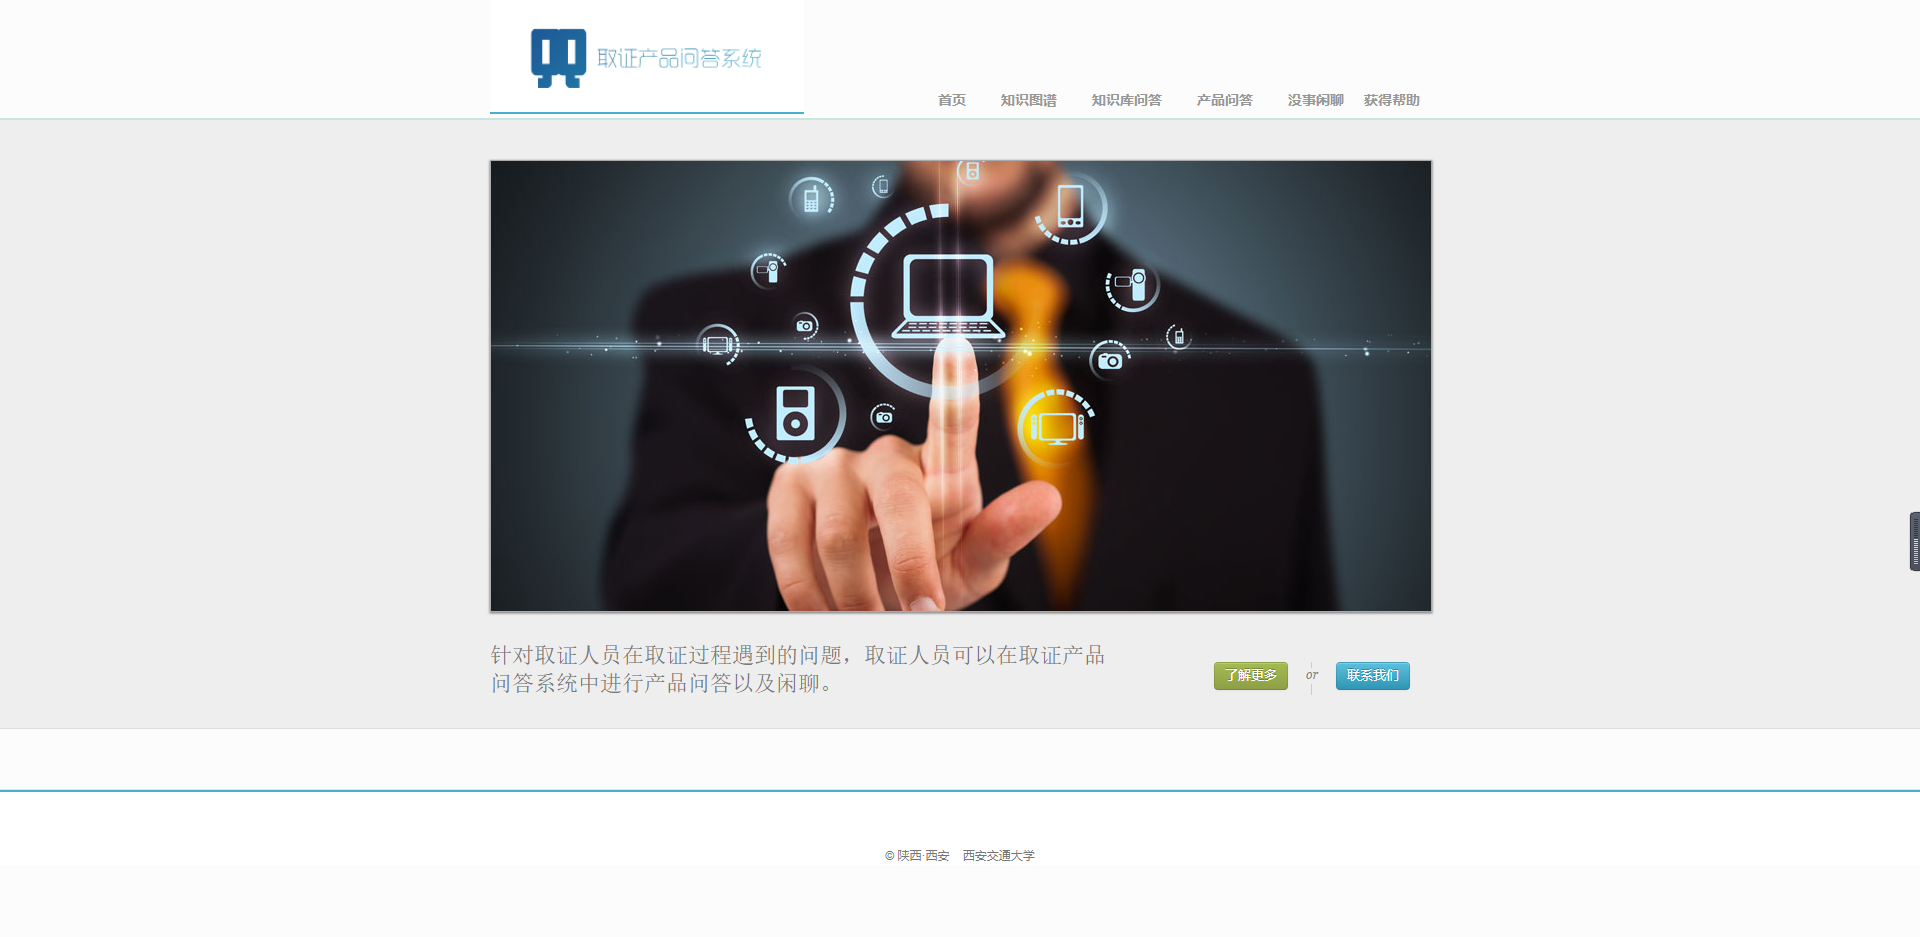 取证产品问答系统
首页 知识图谱 知识库问答 产品问答 没事闲聊 获得帮助
针对取证人员在取证过程遇到的问题，取证人员可以在取证产品
问答系统中进行产品问答以及闲聊。
了解更多 or 联系我们
© 陕西·西安 西安交通大学